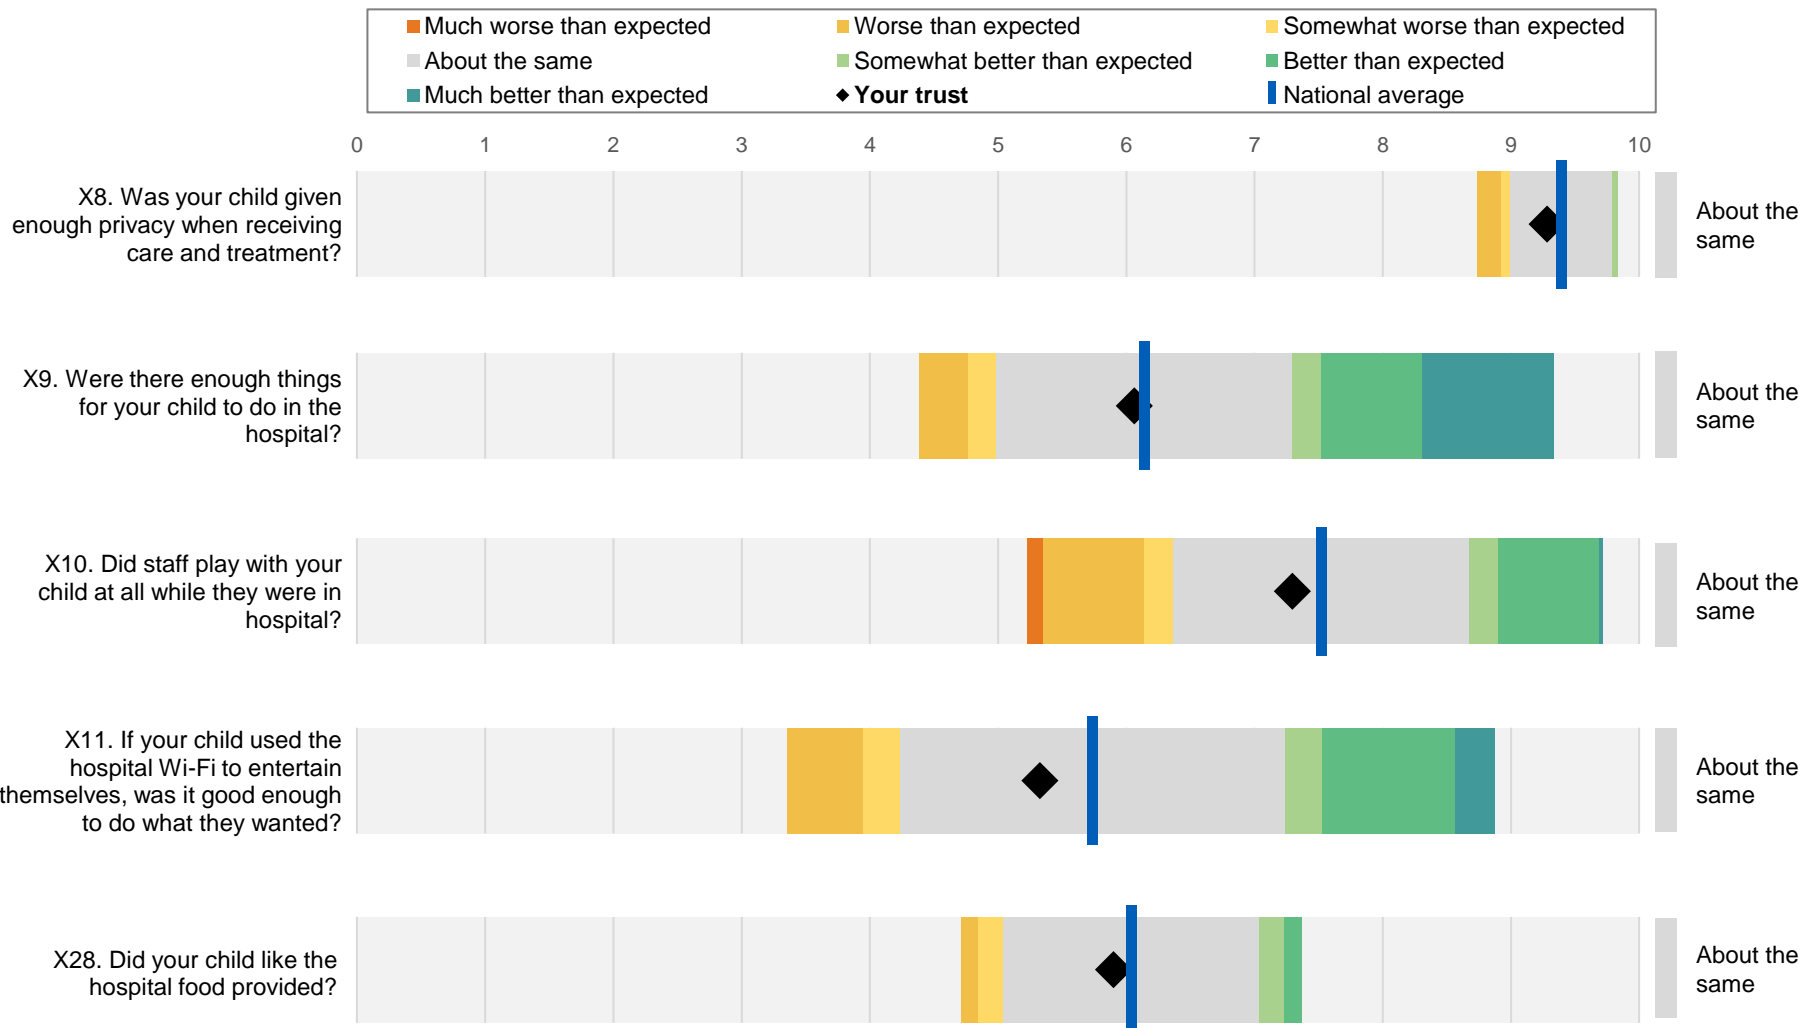 Much worse than expected
Worse than expected
Somewhat worse than expected
About the same
Somewhat better than expected
Better than expected
Much better than expected
Your trust
National average
0 1 2 3 4 5 6 7 8 9 10
X8. Was your child given
enough privacy when receiving
care and treatment?
About the
same
X9. Were there enough things
for your child to do in the
hospital?
About the
same
X10. Did staff play with your
child at all while they were in
hospital?
About the
same
X11. If your child used the
hospital Wi-Fi to entertain
themselves, was it good enough
to do what they wanted?
About the
same
X28. Did your child like the
hospital food provided?
About the
same